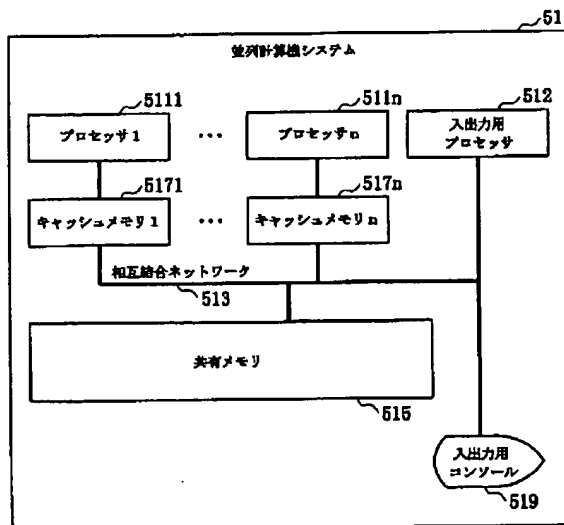 51
並列計算機システム
5111
511n
512
プロセッサ1
・・・
プロセッサn
入出力用
プロセッサ
5171
517n
キャッシュメモリ1
・・・
キャッシュメモリn
相互結合ネットワーク
513
共有メモリ
515
入出力用
コンソール
519